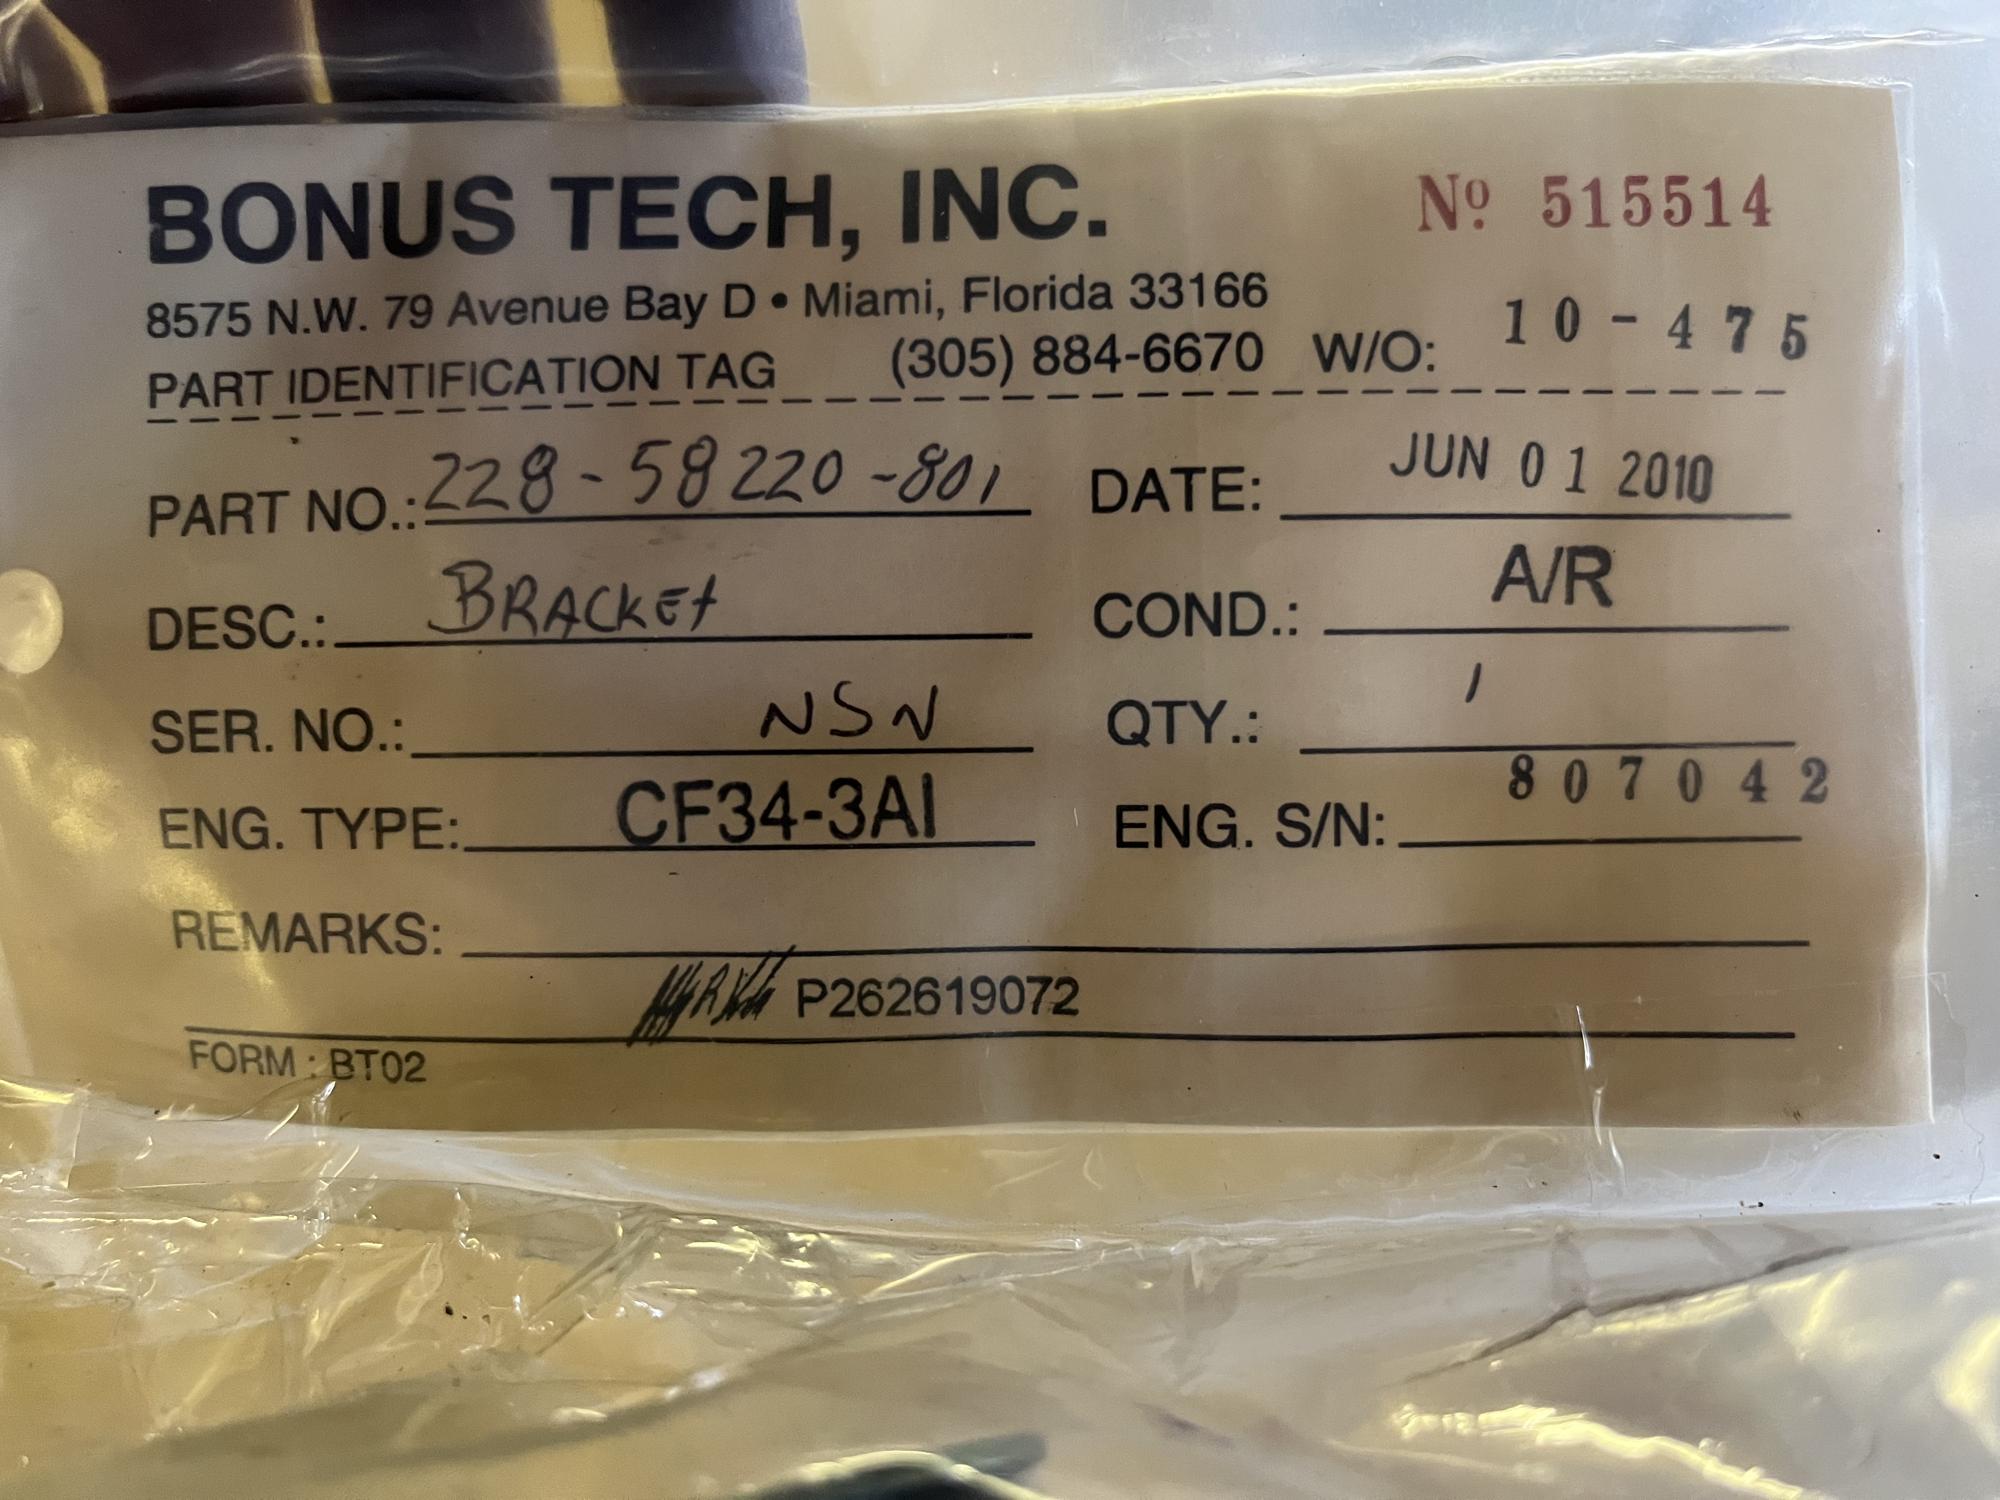 BONUS TECH, INC. Nº 515514
8575 N.W. 79 Avenue Bay D • Miami, Florida 33166
PART IDENTIFICATION TAG (305) 884-6670 W/O: 10-475
PART NO.: 228-58220-801 DATE: JUN 01 2010
DESC.: BRACKET COND.: A/R
SER. NO.: NSN QTY.: 1
ENG. TYPE: CF34-3AI ENG. S/N: 807042
REMARKS:
P262619072
FORM : BT02